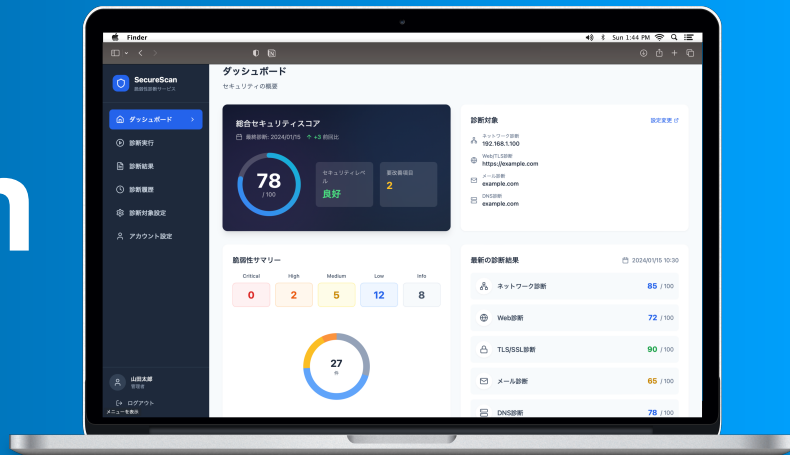 n
Finder
Sun 1:44 PM
SecureScan
脆弱性診断サービス
ダッシュボード
診断実行
診断結果
診断履歴
診断対象設定
アカウント設定
山田太郎
管理者
ログアウト
メニューを表示
ダッシュボード
セキュリティの概要
総合セキュリティスコア
最終診断: 2024/01/15 ↑ +3 前回比
78
/ 100
セキュリティレベ
ル
良好
要改善項目
2
診断対象
設定変更
ネットワーク診断
192.168.1.100
Web/TLS診断
https://example.com
メール診断
example.com
DNS診断
example.com
脆弱性サマリー
Critical High Medium Low Info
0 2 5 12 8
27
件
最新の診断結果
2024/01/15 10:30
ネットワーク診断 85 / 100
Web診断 72 / 100
TLS/SSL診断 90 / 100
メール診断 65 / 100
DNS診断 78 / 100